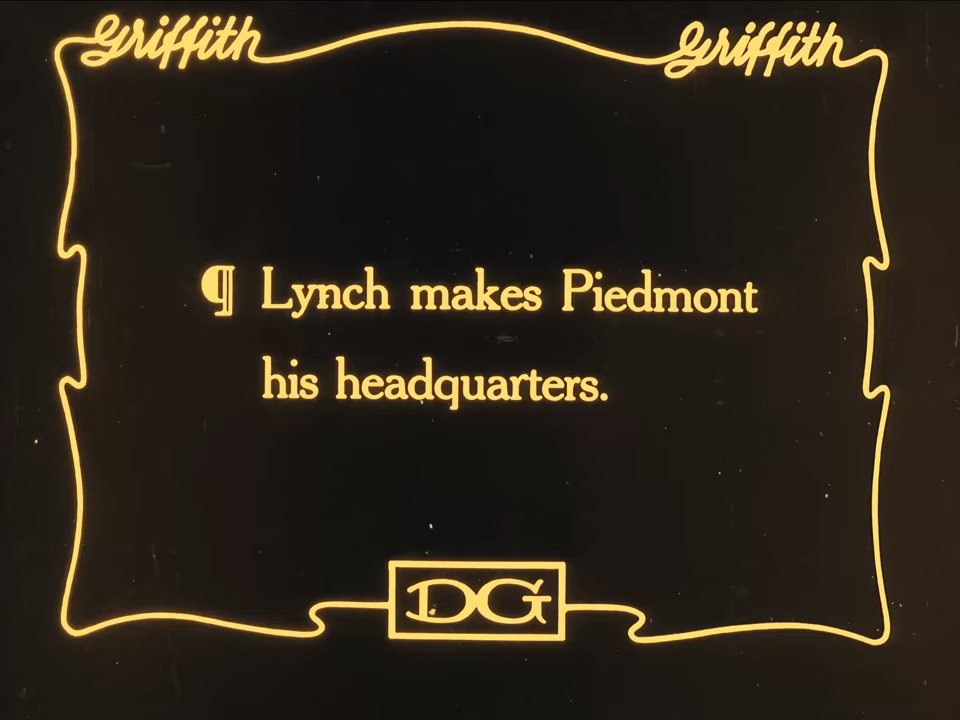 Griffith Griffith
¶ Lynch makes Piedmont
his headquarters.
DG